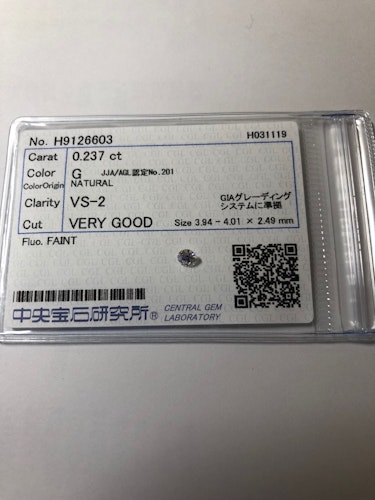 No. H9126603 H031119
Carat 0.237 ct
Color G JJA/AGL認定No.201
ColorOrigin NATURAL
Clarity VS-2 GIAグレーディング
システムに準拠
Cut VERY GOOD Size 3.94 - 4.01 × 2.49 mm
Fluo. FAINT
中央宝石研究所® CENTRAL GEM
LABORATORY